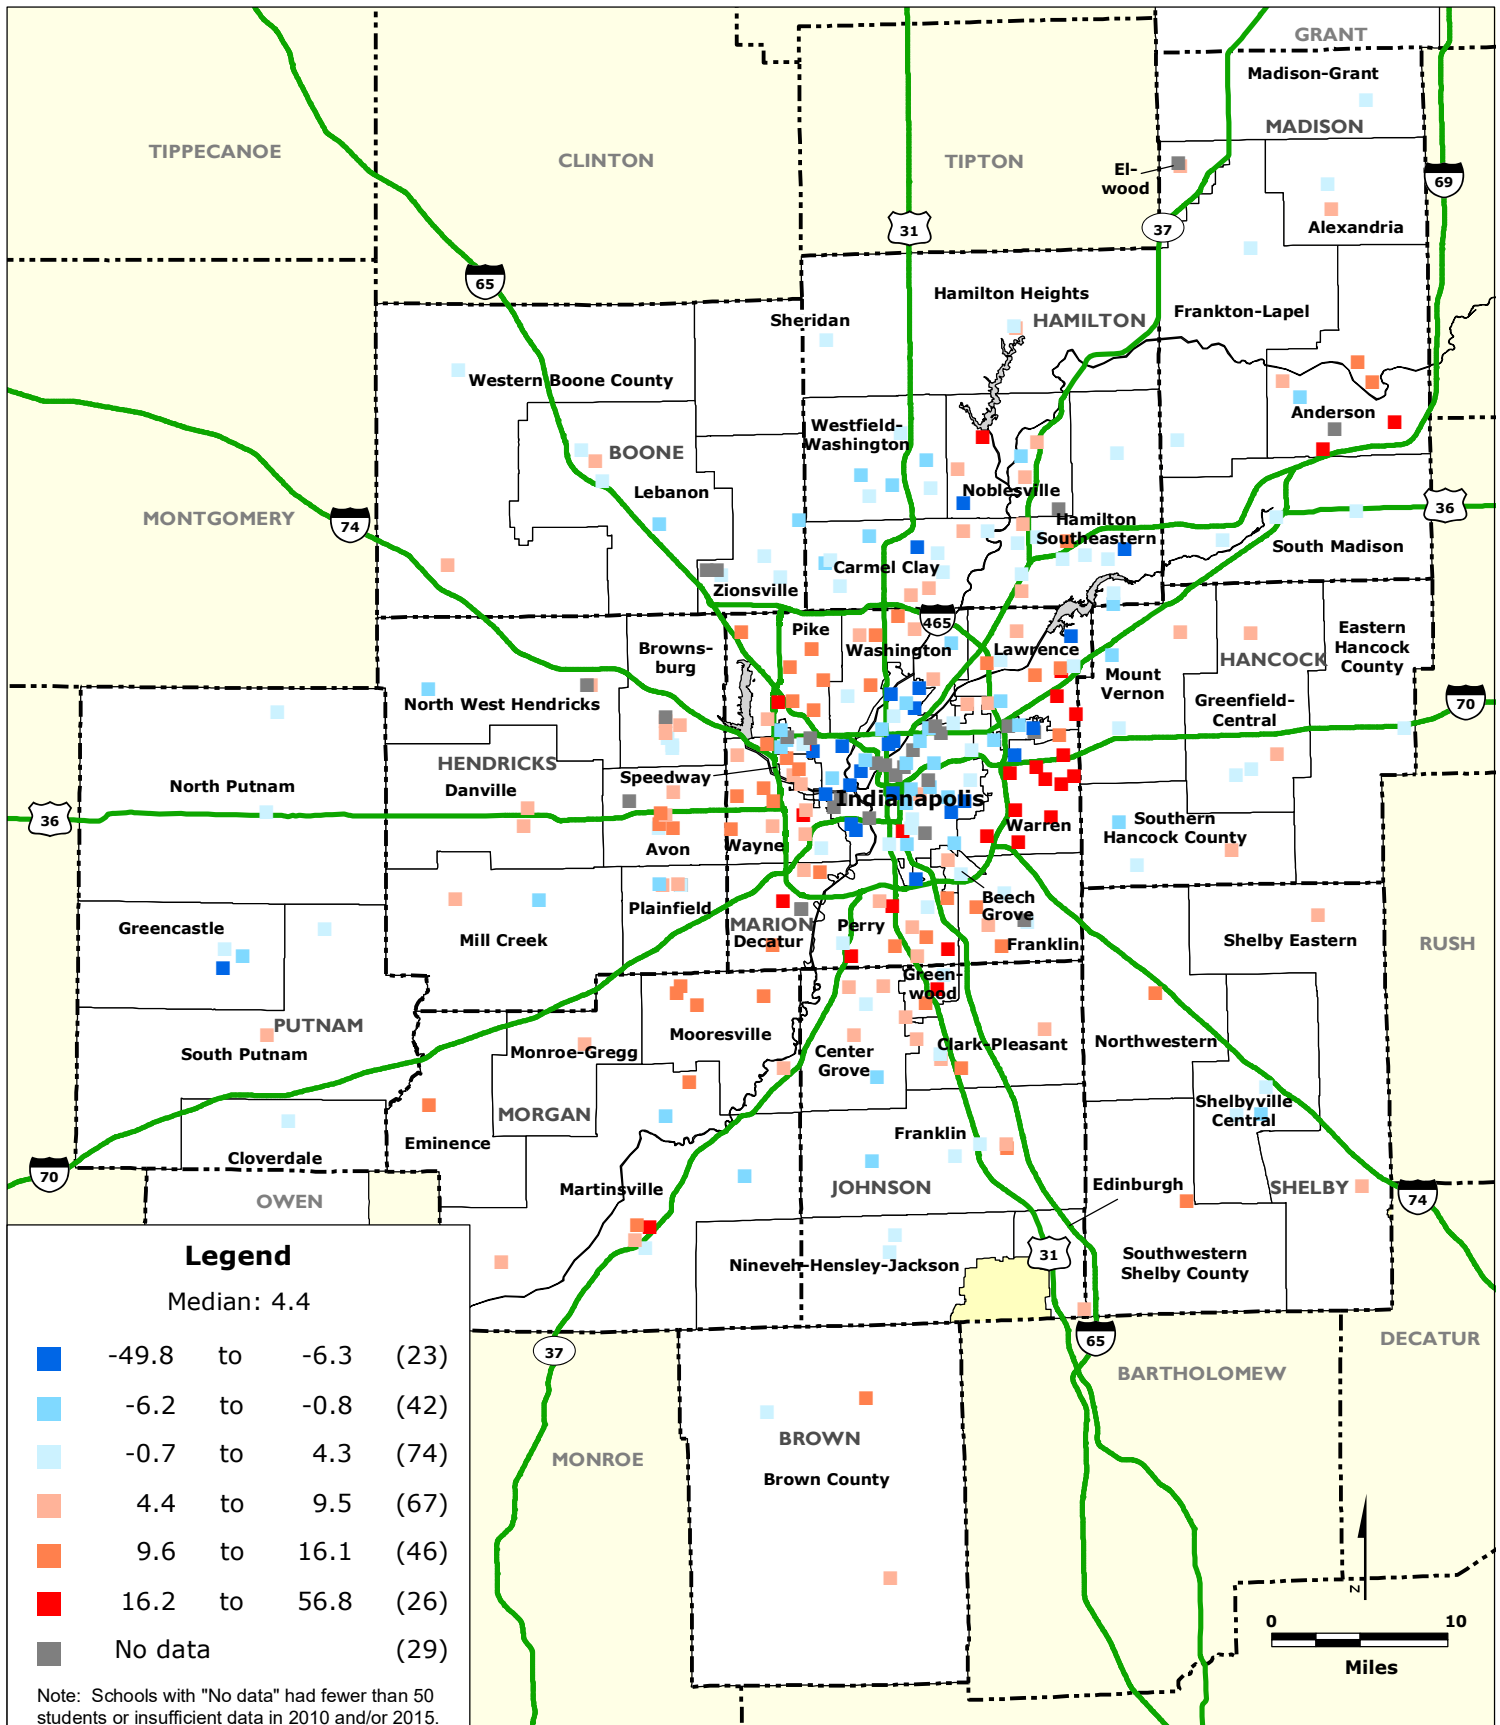 GRANT
Madison-Grant
MADISON
TIPPECANOE
CLINTON
TIPTON
El-
wood
69
Alexandria
31
37
65
Hamilton Heights
HAMILTON
Sheridan
Frankton-Lapel
Western Boone County
Anderson
Westfield-
Washington
BOONE
Lebanon
Noblesville
MONTGOMERY
74
36
Hamilton
Southeastern
South Madison
Carmel Clay
Zionsville
465
Pike
Washington
Lawrence
Browns-
burg
Eastern
Hancock
County
HANCOCK
Mount
Vernon
North West Hendricks
Greenfield-
Central
70
HENDRICKS
Danville
Speedway
North Putnam
Indianapolis
36
Wayne
Warren
Southern
Hancock County
Avon
Plainfield
Beech
Grove
MARION
Decatur
Perry
Franklin
Greencastle
Mill Creek
Shelby Eastern
RUSH
Green-
wood
PUTNAM
South Putnam
Mooresville
Monroe-Gregg
Center
Grove
Clark-Pleasant
Northwestern
Shelbyville
Central
MORGAN
Eminence
Franklin
Cloverdale
70
OWEN
Martinsville
JOHNSON
Edinburgh
SHELBY
74
31
Nineveh-Hensley-Jackson
Southwestern
Shelby County
65
37
DECATUR
BARTHOLOMEW
BROWN
Brown County
MONROE
Legend
Median: 4.4
-49.8 to -6.3 (23)
-6.2 to -0.8 (42)
-0.7 to 4.3 (74)
4.4 to 9.5 (67)
9.6 to 16.1 (46)
16.2 to 56.8 (26)
No data (29)
Note: Schools with "No data" had fewer than 50
students or insufficient data in 2010 and/or 2015.
N
0 10
Miles